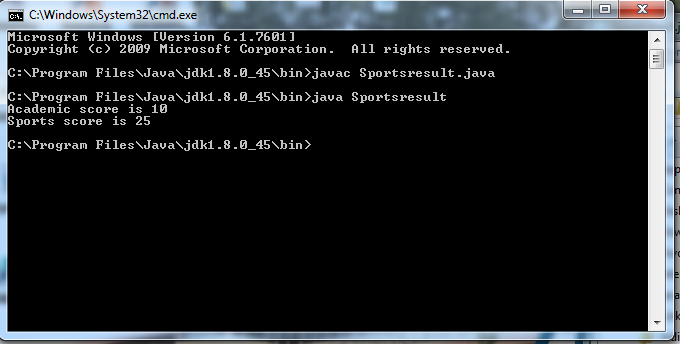 C:\Windows\System32\cmd.exe
Microsoft Windows [Version 6.1.7601]
Copyright (c) 2009 Microsoft Corporation.  All rights reserved.
C:\Program Files\Java\jdk1.8.0_45\bin>javac Sportsresult.java
C:\Program Files\Java\jdk1.8.0_45\bin>java Sportsresult
Academic score is 10
Sports score is 25
C:\Program Files\Java\jdk1.8.0_45\bin>